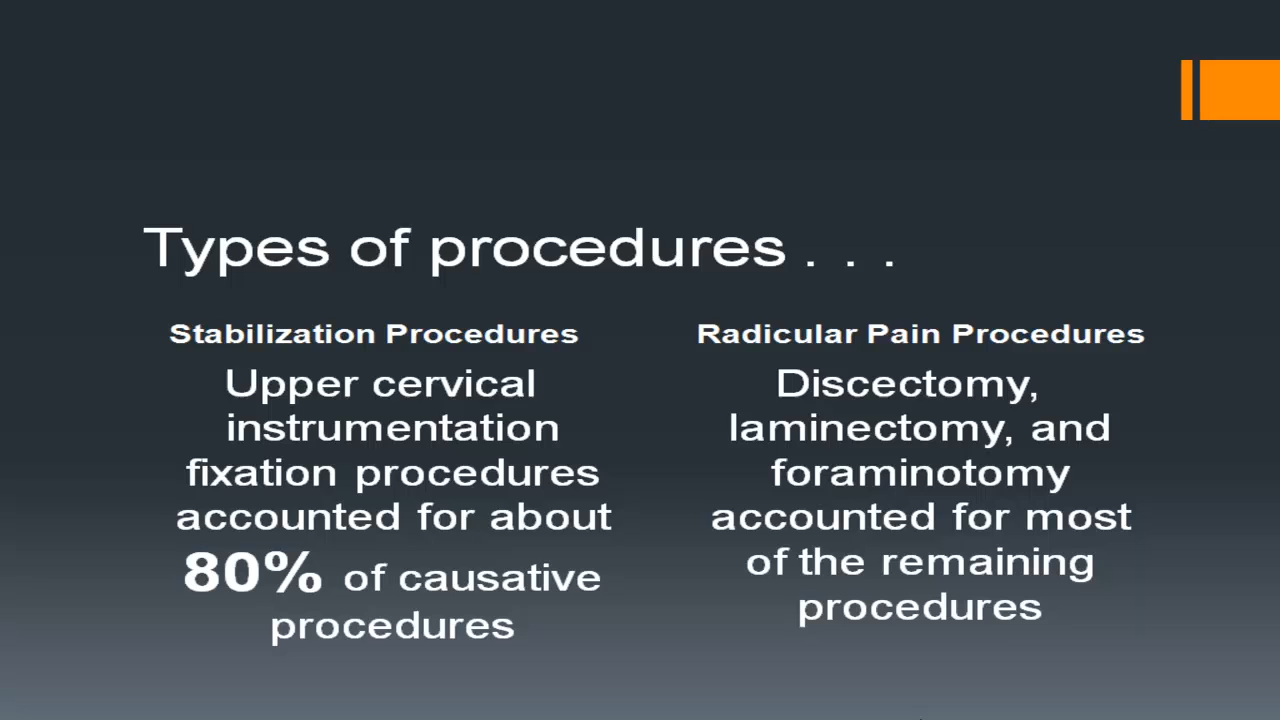 Types of procedures . . .
Stabilization Procedures
Upper cervical
instrumentation
fixation procedures
accounted for about
80% of causative
procedures
Radicular Pain Procedures
Discectomy,
laminectomy, and
foraminotomy
accounted for most
of the remaining
procedures